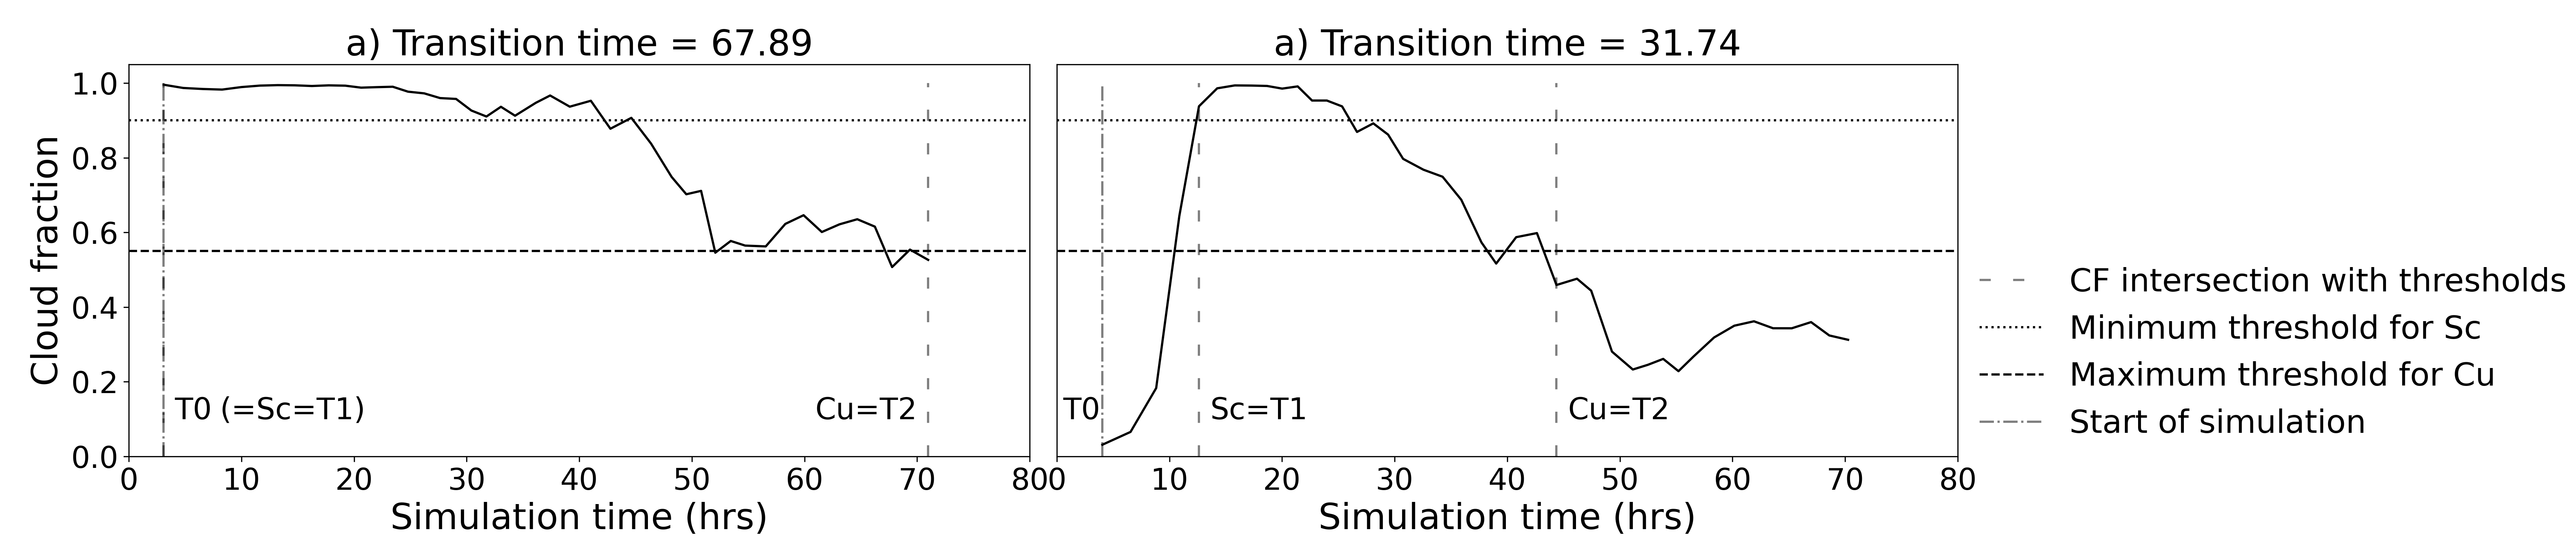 a) Transition time = 67.89
1.0
0.8
0.6
0.4
0.2
0.0
Cloud fraction
T0 (=Sc=T1)
Cu=T2
0 10 20 30 40 50 60 70 80
Simulation time (hrs)
a) Transition time = 31.74
T0
Sc=T1
Cu=T2
0 10 20 30 40 50 60 70 80
Simulation time (hrs)
CF intersection with thresholds
Minimum threshold for Sc
Maximum threshold for Cu
Start of simulation